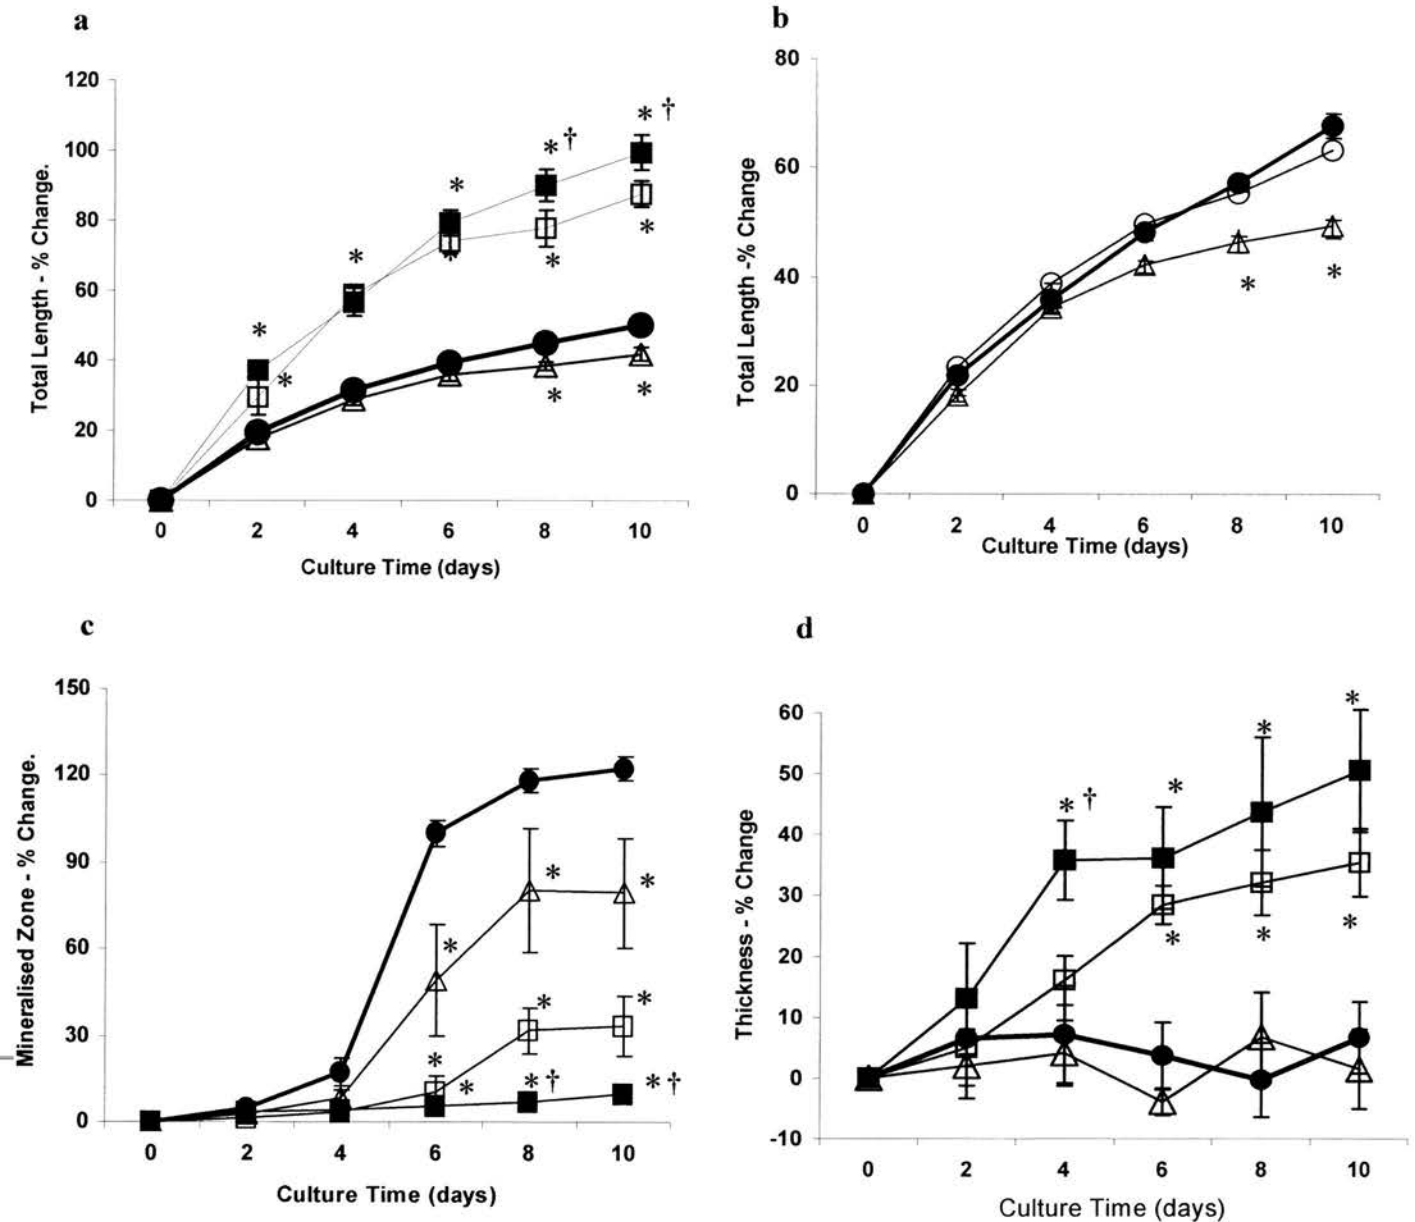 a
120
100
80
60
40
20
0
Total Length - % Change.
* * * * *† *†
* * * * *
0 2 4 6 8 10
Culture Time (days)
b
80
60
40
20
0
Total Length -% Change
* *
0 2 4 6 8 10
Culture Time (days)
c
150
120
90
60
30
0
Mineralised Zone - % Change.
* * *
* *
* * *† *†
0 2 4 6 8 10
Culture Time (days)
d
60
50
40
30
20
10
0
-10
Thickness - % Change
*† * * *
* * *
0 2 4 6 8 10
Culture Time (days)